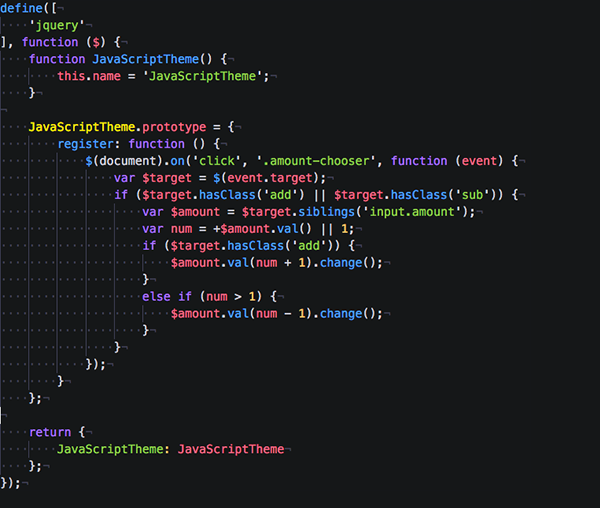 define([
    'jquery'
], function ($) {
    function JavaScriptTheme() {
        this.name = 'JavaScriptTheme';
    }

    JavaScriptTheme.prototype = {
        register: function () {
            $(document).on('click', '.amount-chooser', function (event) {
                var $target = $(event.target);
                if ($target.hasClass('add') || $target.hasClass('sub')) {
                    var $amount = $target.siblings('input.amount');
                    var num = +$amount.val() || 1;
                    if ($target.hasClass('add')) {
                        $amount.val(num + 1).change();
                    }
                    else if (num > 1) {
                        $amount.val(num - 1).change();
                    }
                }
            });
        }
    };

    return {
        JavaScriptTheme: JavaScriptTheme
    };
});